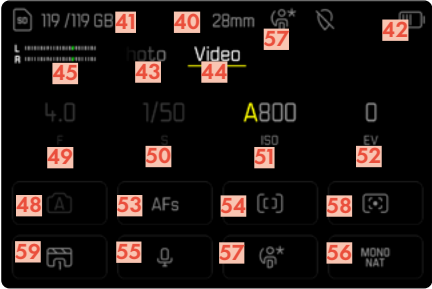 SD 119 /119 GB 41 40 28mm 57 42
L
R
45 43 hoto 44 Video
4.0 1/50 A800 0
F S ISO EV
49 50 51 52
48 A 53 AFs 54 58
59 55 57 56 MONO
NAT